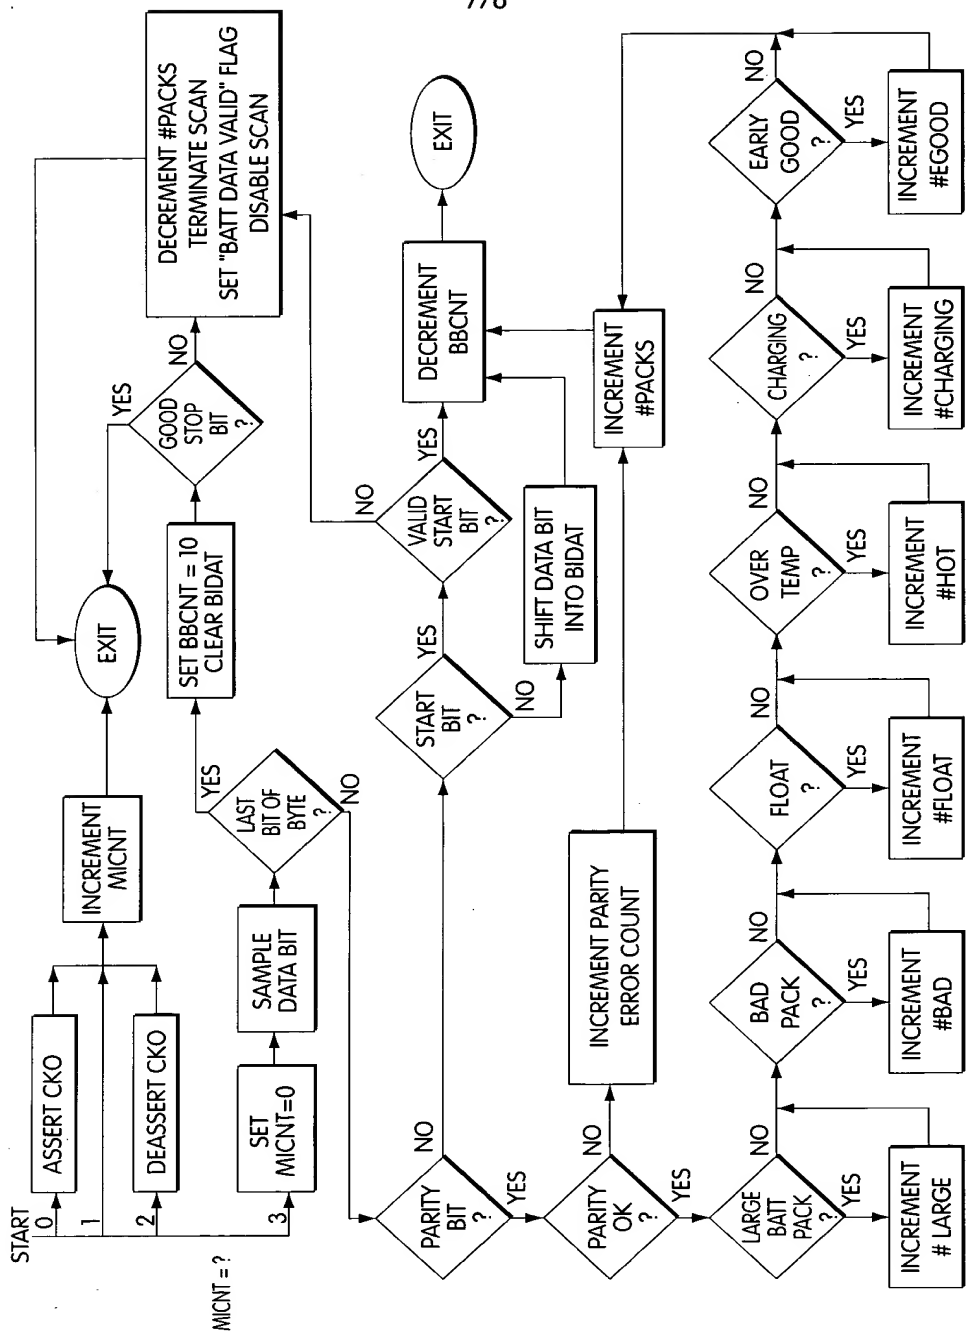 7/8
START
MICNT = ?
0
ASSERT CKO
1
2
DEASSERT CKO
3
SET
MICNT=0
INCREMENT
MICNT
EXIT
SAMPLE
DATA BIT
LAST
BIT OF
BYTE
?
YES
NO
SET BBCNT = 10
CLEAR BIDAT
GOOD
STOP
BIT
?
YES
NO
DECREMENT #PACKS
TERMINATE SCAN
SET "BATT DATA VALID" FLAG
DISABLE SCAN
PARITY
BIT
?
NO
YES
START
BIT
?
YES
NO
VALID
START
BIT
?
NO
YES
SHIFT DATA BIT
INTO BIDAT
DECREMENT
BBCNT
EXIT
PARITY
OK
?
NO
YES
INCREMENT PARITY
ERROR COUNT
INCREMENT
#PACKS
LARGE
BATT
PACK
?
NO
YES
INCREMENT
# LARGE
BAD
PACK
?
NO
YES
INCREMENT
#BAD
FLOAT
?
NO
YES
INCREMENT
#FLOAT
OVER
TEMP
?
NO
YES
INCREMENT
#HOT
CHARGING
?
NO
YES
INCREMENT
#CHARGING
EARLY
GOOD
?
NO
YES
INCREMENT
#EGOOD